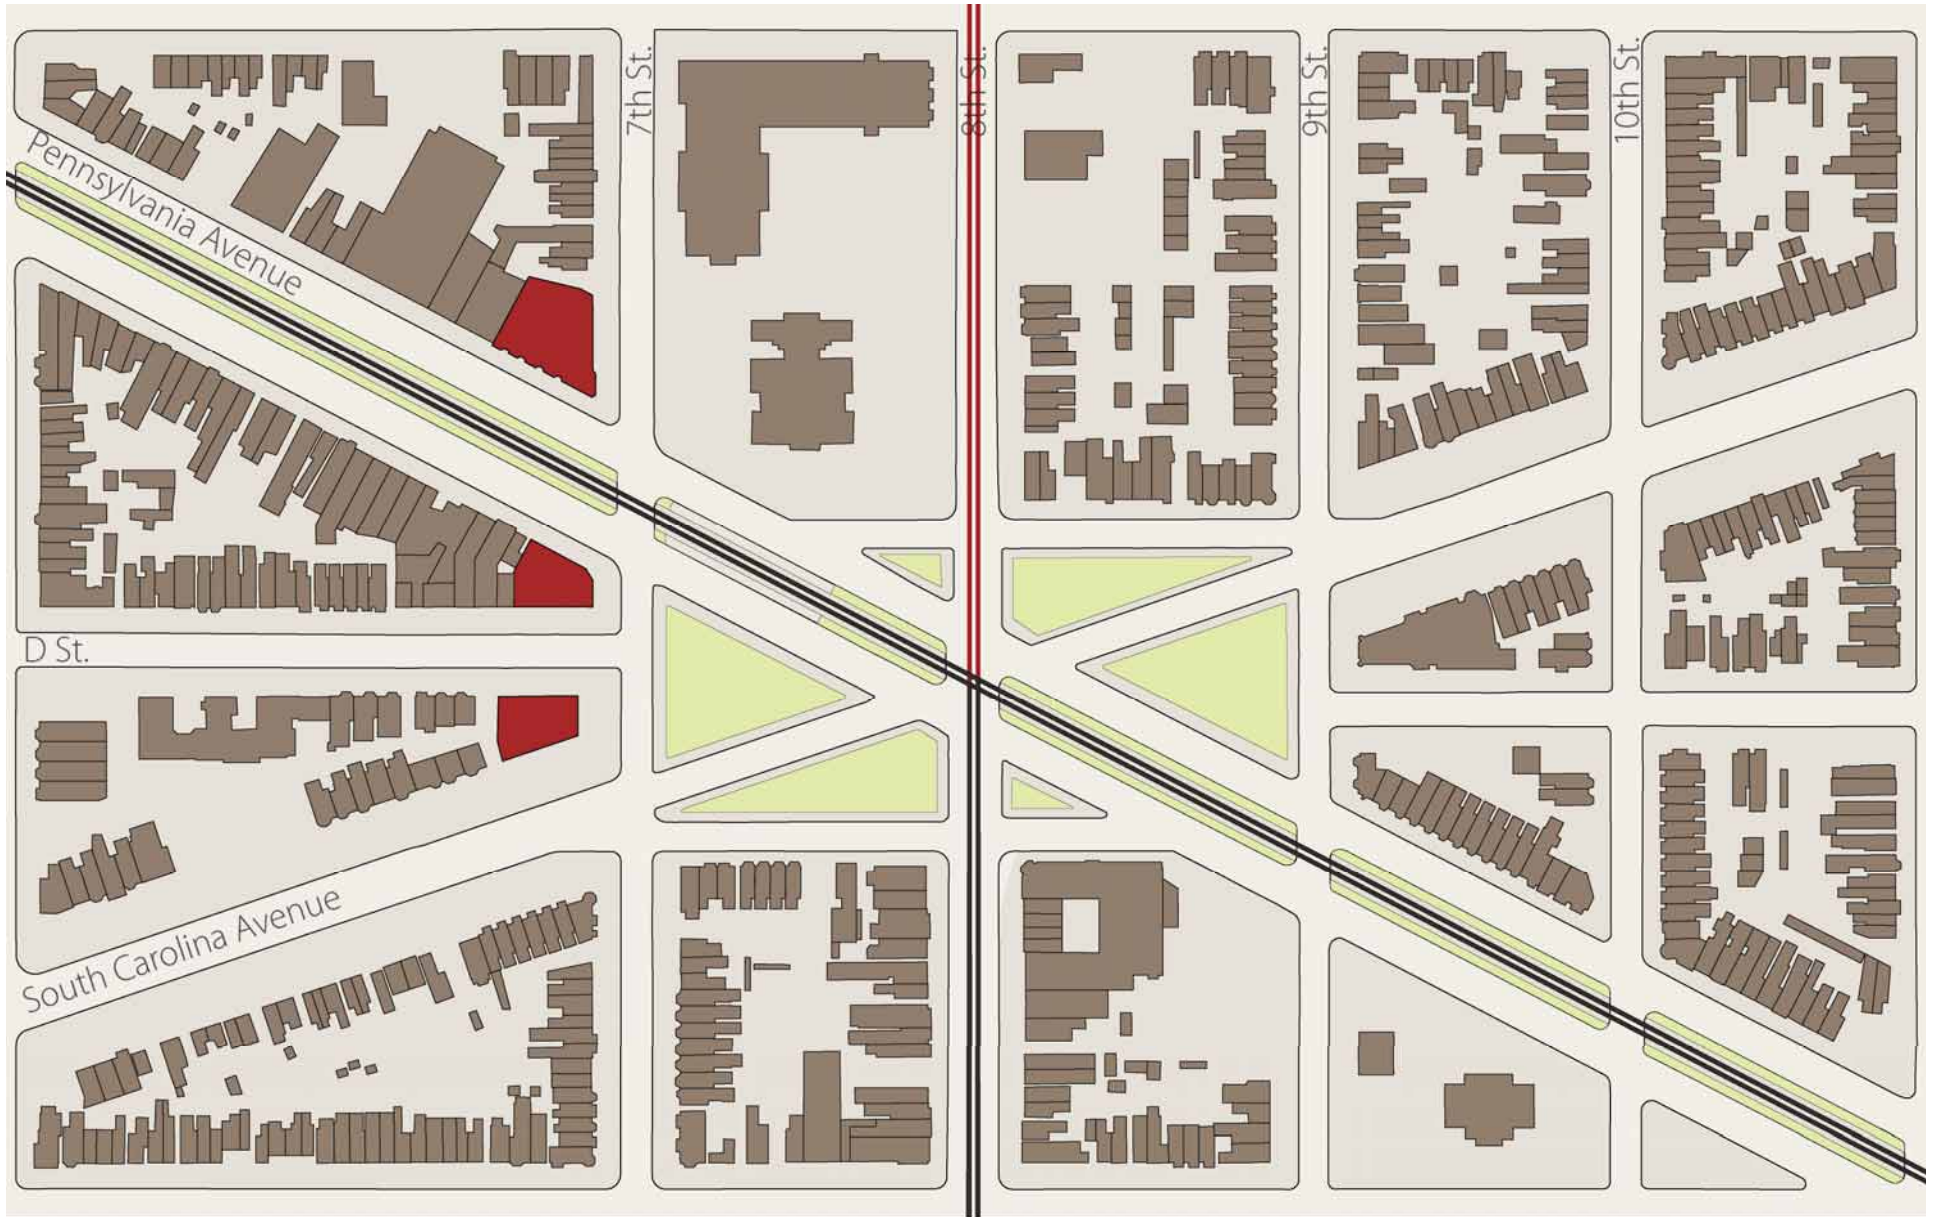 7th St.
8th St.
9th St.
10th St.
Pennsylvania Avenue
D St.
South Carolina Avenue